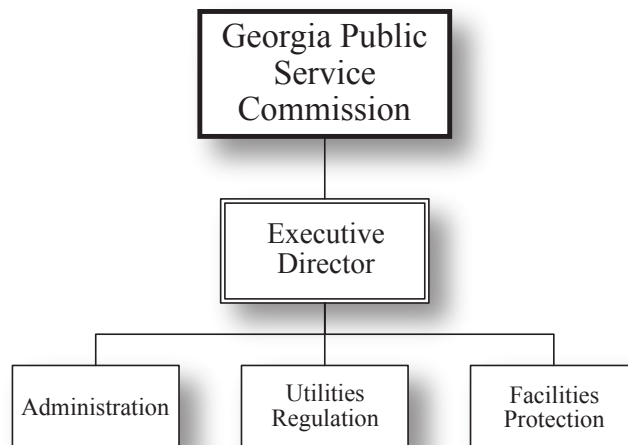 Georgia Public
Service
Commission
Executive
Director
Administration
Utilities
Regulation
Facilities
Protection